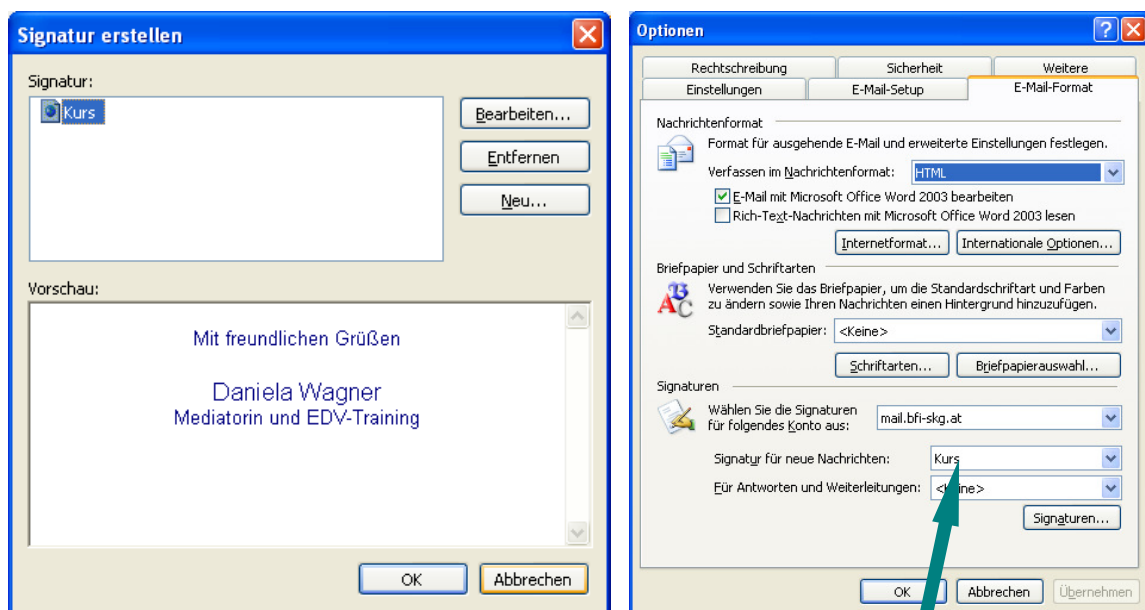 Signatur erstellen
Signatur:
Kurs
Bearbeiten...
Entfernen
Neu...
Vorschau:
Mit freundlichen Grüßen
Daniela Wagner
Mediatorin und EDV-Training
OK
Abbrechen
Optionen
Rechtschreibung
Sicherheit
Weitere
Einstellungen
E-Mail-Setup
E-Mail-Format
Nachrichtenformat
Format für ausgehende E-Mail und erweiterte Einstellungen festlegen.
Verfassen im Nachrichtenformat:
HTML
E-Mail mit Microsoft Office Word 2003 bearbeiten
Rich-Text-Nachrichten mit Microsoft Office Word 2003 lesen
Internetformat...
Internationale Optionen...
Briefpapier und Schriftarten
Verwenden Sie das Briefpapier, um die Standardschriftart und Farben
zu ändern sowie Ihren Nachrichten einen Hintergrund hinzuzufügen.
Standardbriefpapier:
<Keine>
Schriftarten...
Briefpapierauswahl...
Signaturen
Wählen Sie die Signaturen
für folgendes Konto aus:
mail.bfi-skg.at
Signatur für neue Nachrichten:
Kurs
Für Antworten und Weiterleitungen:
<Keine>
Signaturen...
OK
Abbrechen
Übernehmen